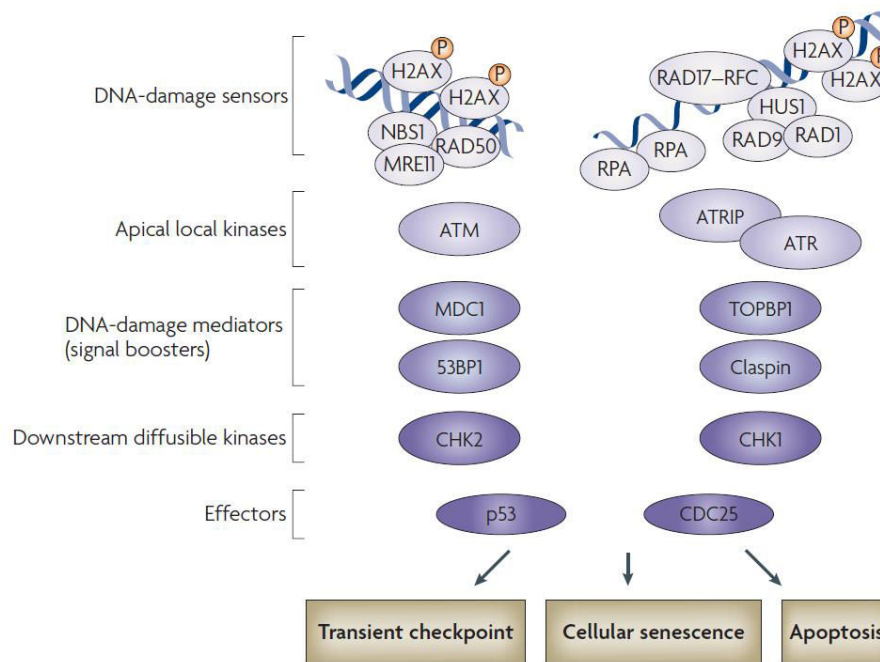 DNA-damage sensors
P
H2AX
P
H2AX
NBS1
RAD50
MRE11
P
H2AX
H2AX
RAD17–RFC
HUS1
RAD9
RAD1
RPA
RPA
Apical local kinases
ATM
ATRIP
ATR
DNA-damage mediators
(signal boosters)
MDC1
TOPBP1
53BP1
Claspin
Downstream diffusible kinases
CHK2
CHK1
Effectors
p53
CDC25
Transient checkpoint
Cellular senescence
Apoptosis